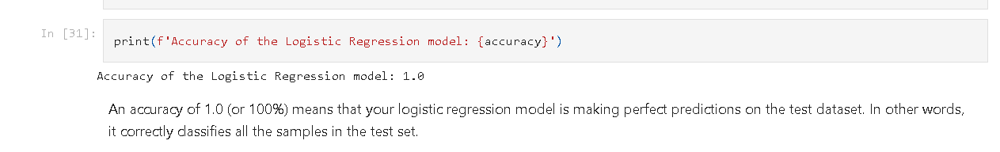 In [31]:
print(f'Accuracy of the Logistic Regression model: {accuracy}')
Accuracy of the Logistic Regression model: 1.0
An accuracy of 1.0 (or 100%) means that your logistic regression model is making perfect predictions on the test dataset. In other words,
it correctly classifies all the samples in the test set.